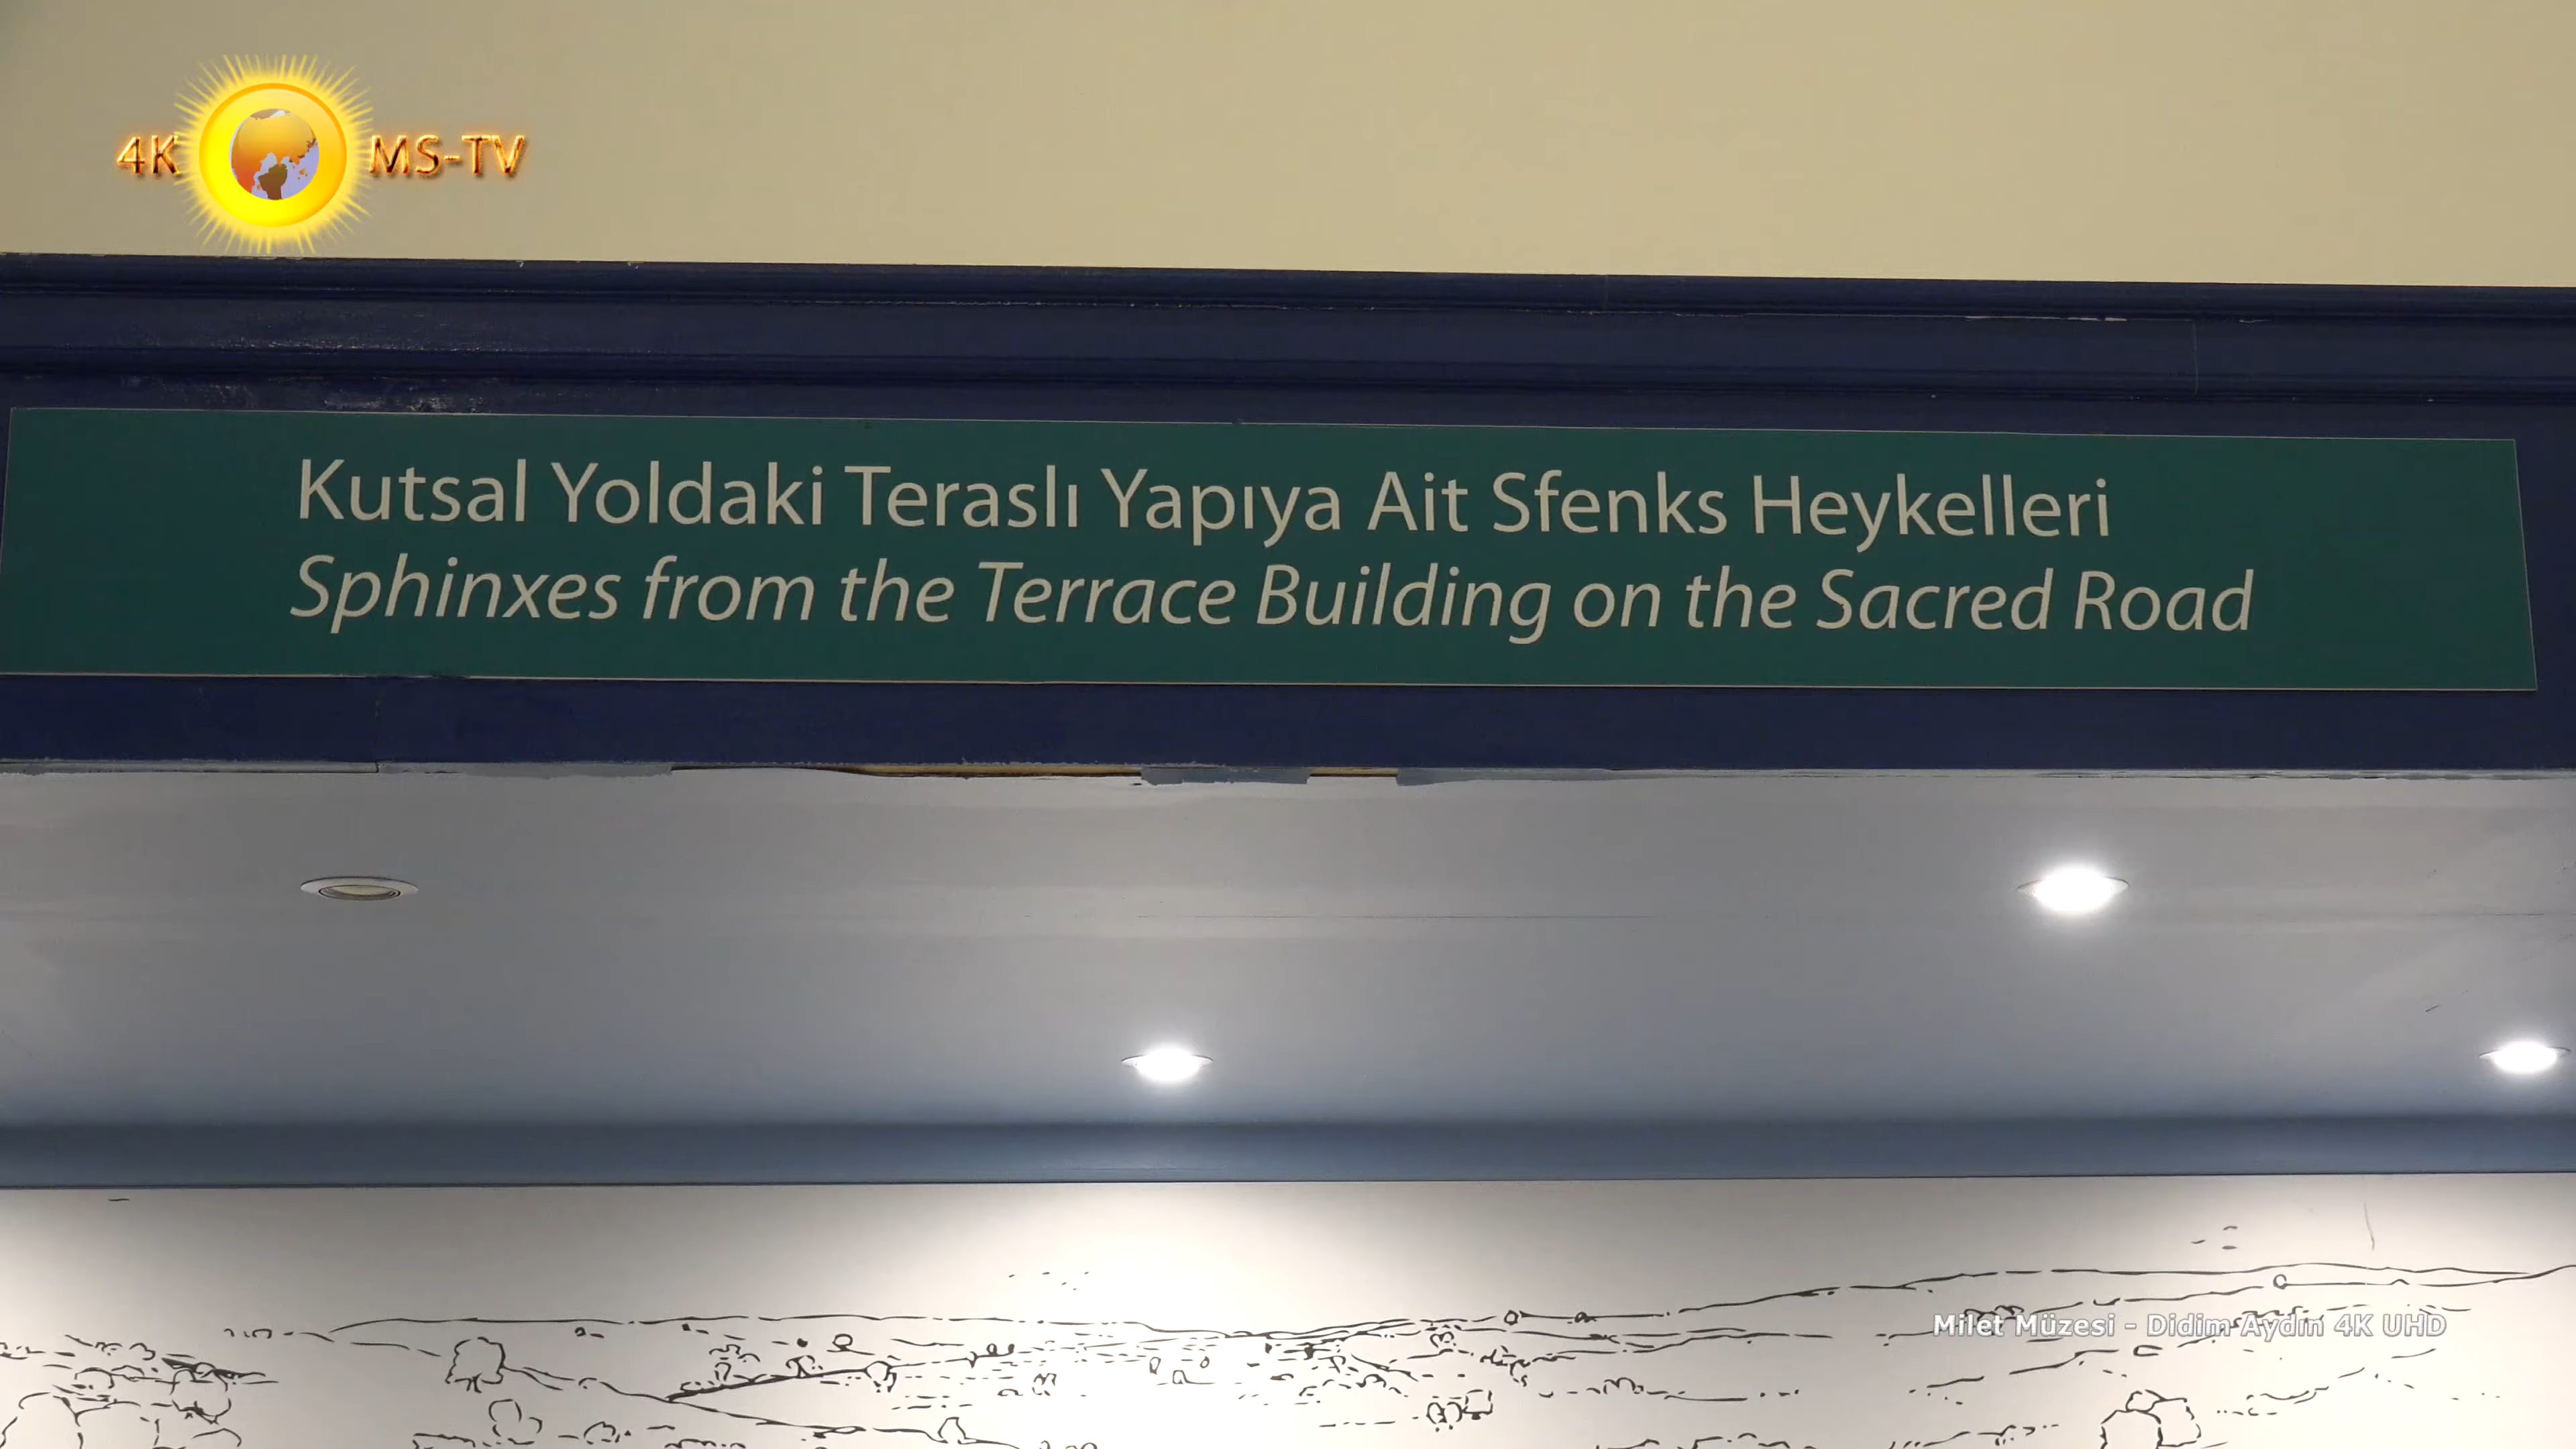 4K MS-TV
Kutsal Yoldaki Teraslı Yapıya Ait Sfenks Heykelleri
Sphinxes from the Terrace Building on the Sacred Road
Milet Müzesi - Didim Aydın 4K UHD